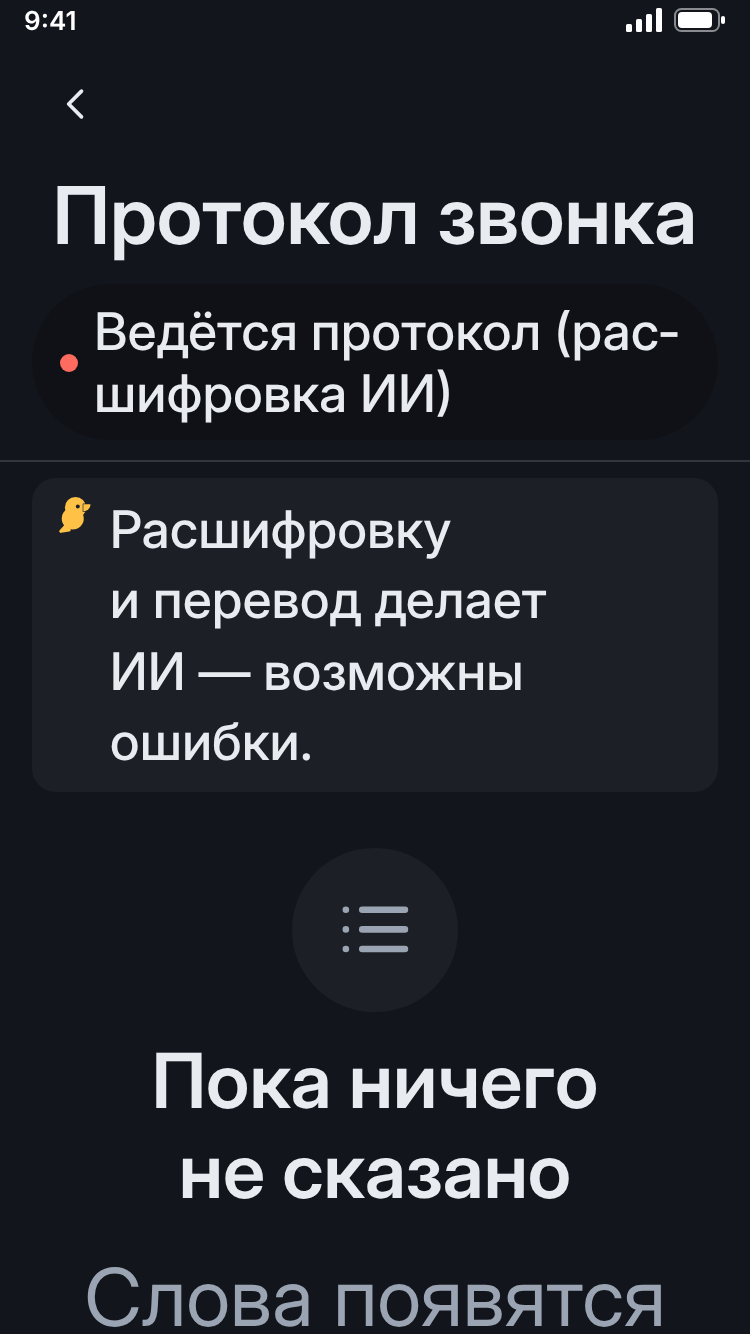 9:41
Протокол звонка
Ведётся протокол (рас-
шифровка ИИ)
Расшифровку
и перевод делает
ИИ — возможны
ошибки.
Пока ничего
не сказано
Слова появятся